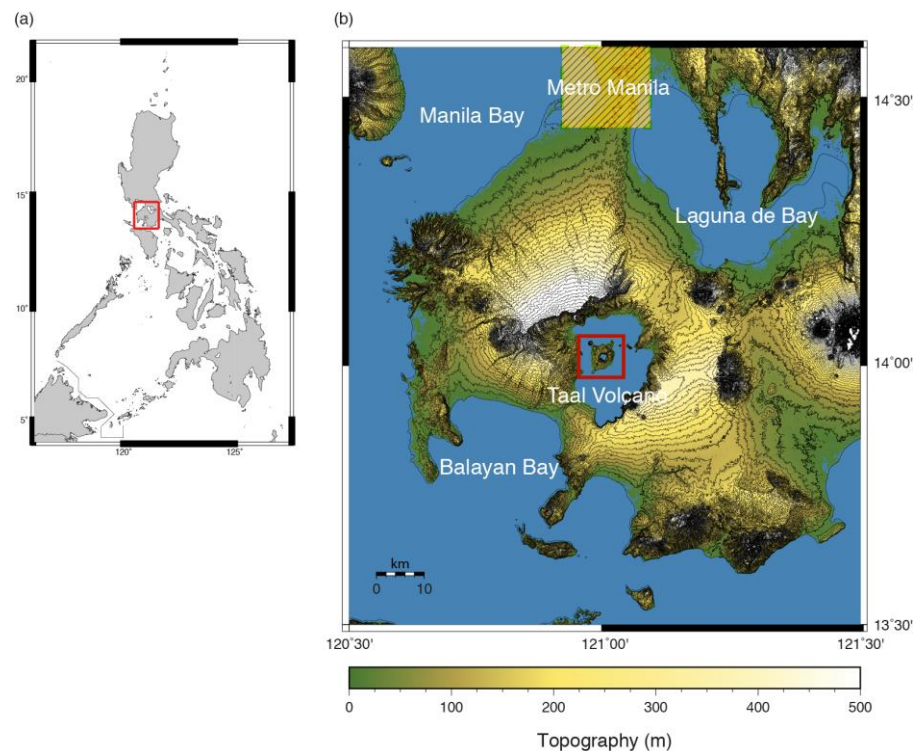 (a)
20˚
15˚
10˚
5˚
120˚
125˚
(b)
Metro Manila
Manila Bay
14˚30'
Laguna de Bay
14˚00'
Taal Volcano
Balayan Bay
km
0
10
13˚30'
120˚30'
121˚00'
121˚30'
0
100
200
300
400
500
Topography (m)